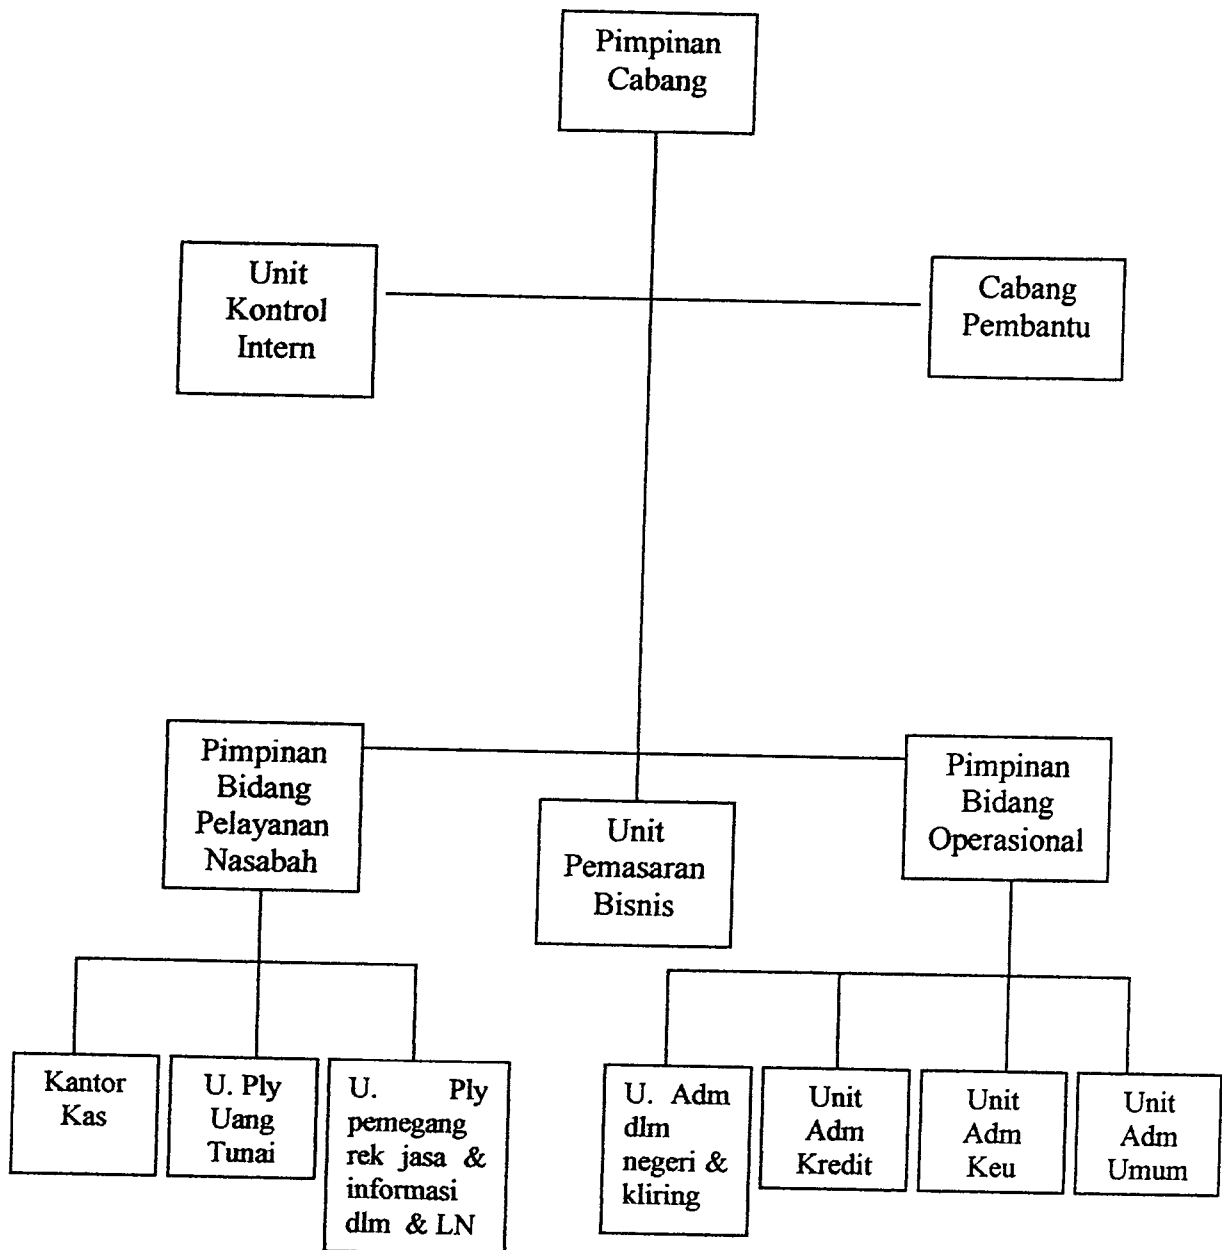 Pimpinan
Cabang
Unit
Kontrol
Intern
Cabang
Pembantu
Pimpinan
Bidang
Pelayanan
Nasabah
Unit
Pemasaran
Bisnis
Pimpinan
Bidang
Operasional
Kantor
Kas
U. Ply
Uang
Tunai
U. Ply
pemegang
rek jasa &
informasi
dlm & LN
U. Adm
dlm
negeri &
kliring
Unit
Adm
Kredit
Unit
Adm
Keu
Unit
Adm
Umum